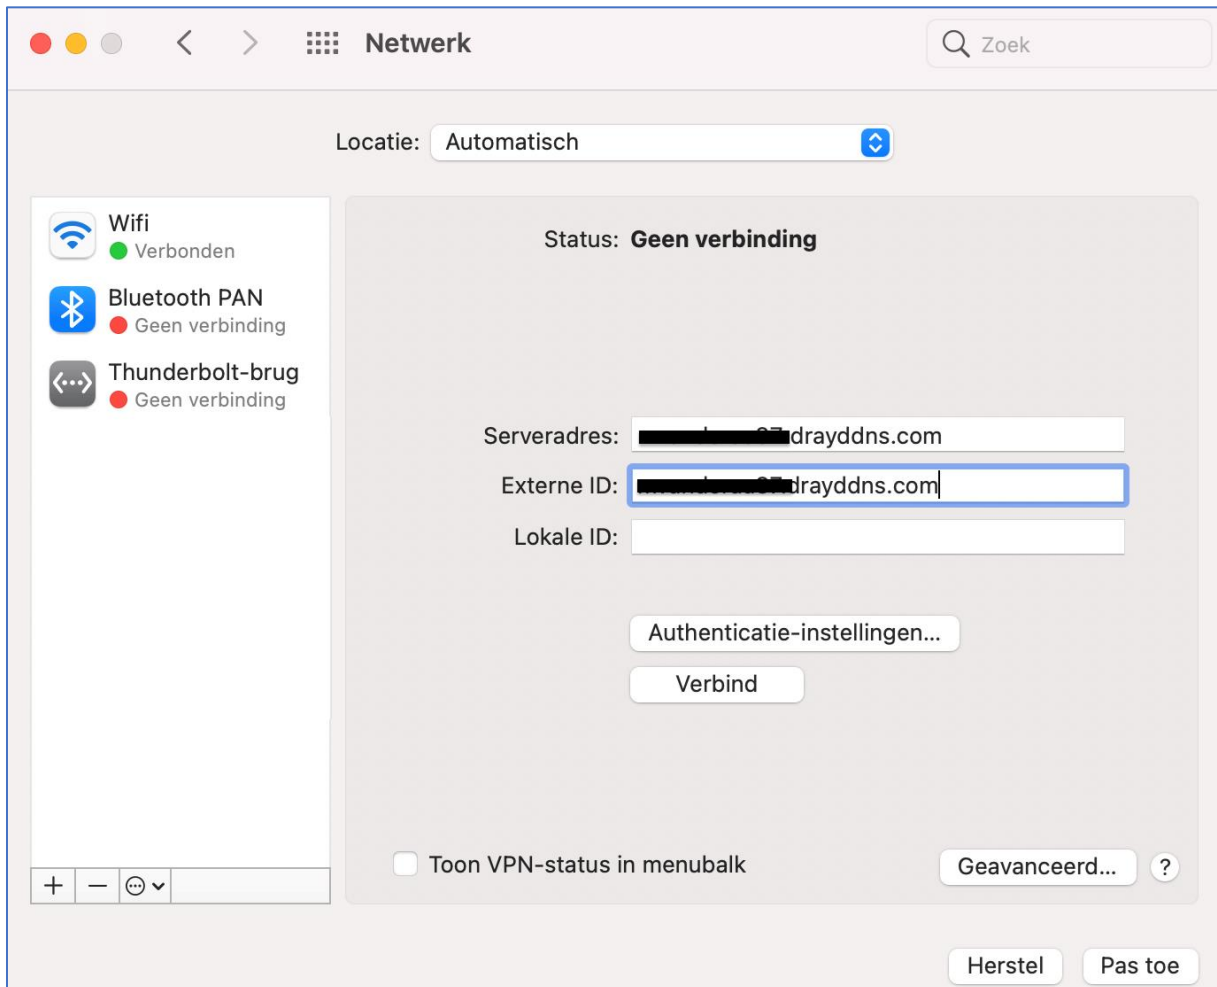 Netwerk
Zoek
Locatie: Automatisch
Wifi
Verbonden
Bluetooth PAN
Geen verbinding
Thunderbolt-brug
Geen verbinding
Status: Geen verbinding
Serveradres: drayddns.com
Externe ID: drayddns.com
Lokale ID:
Authenticatie-instellingen...
Verbind
Toon VPN-status in menubalk
Geavanceerd...
?
Herstel
Pas toe